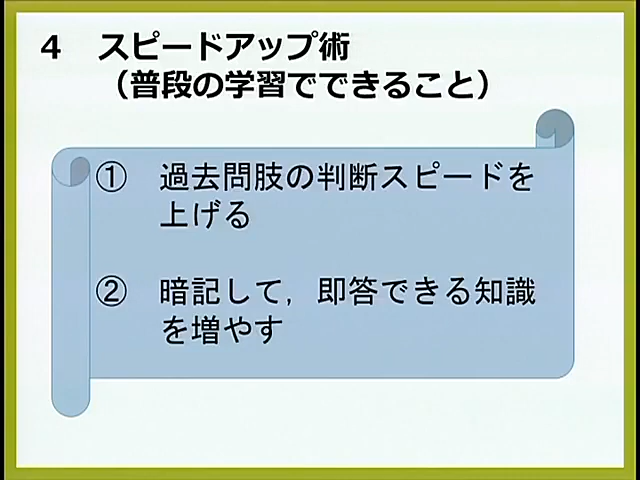 ４　スピードアップ術
（普段の学習でできること）
①　過去問肢の判断スピードを
上げる
②　暗記して，即答できる知識
を増やす